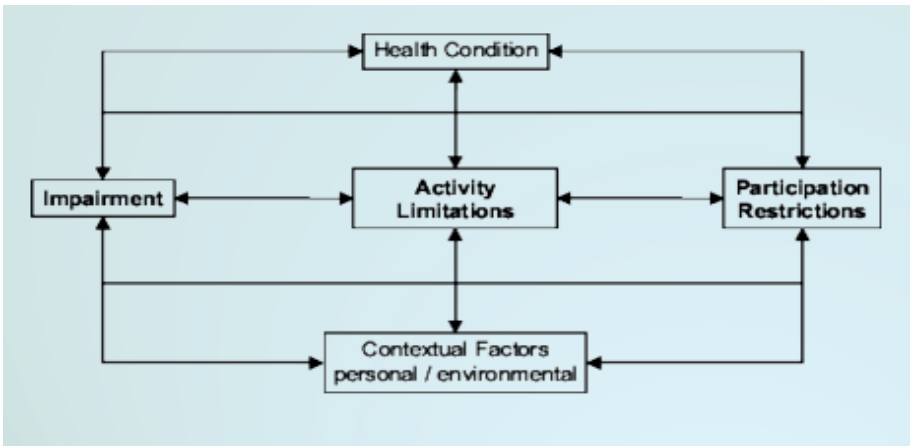 Health Condition
Impairment
Activity
Limitations
Participation
Restrictions
Contextual Factors
personal / environmental